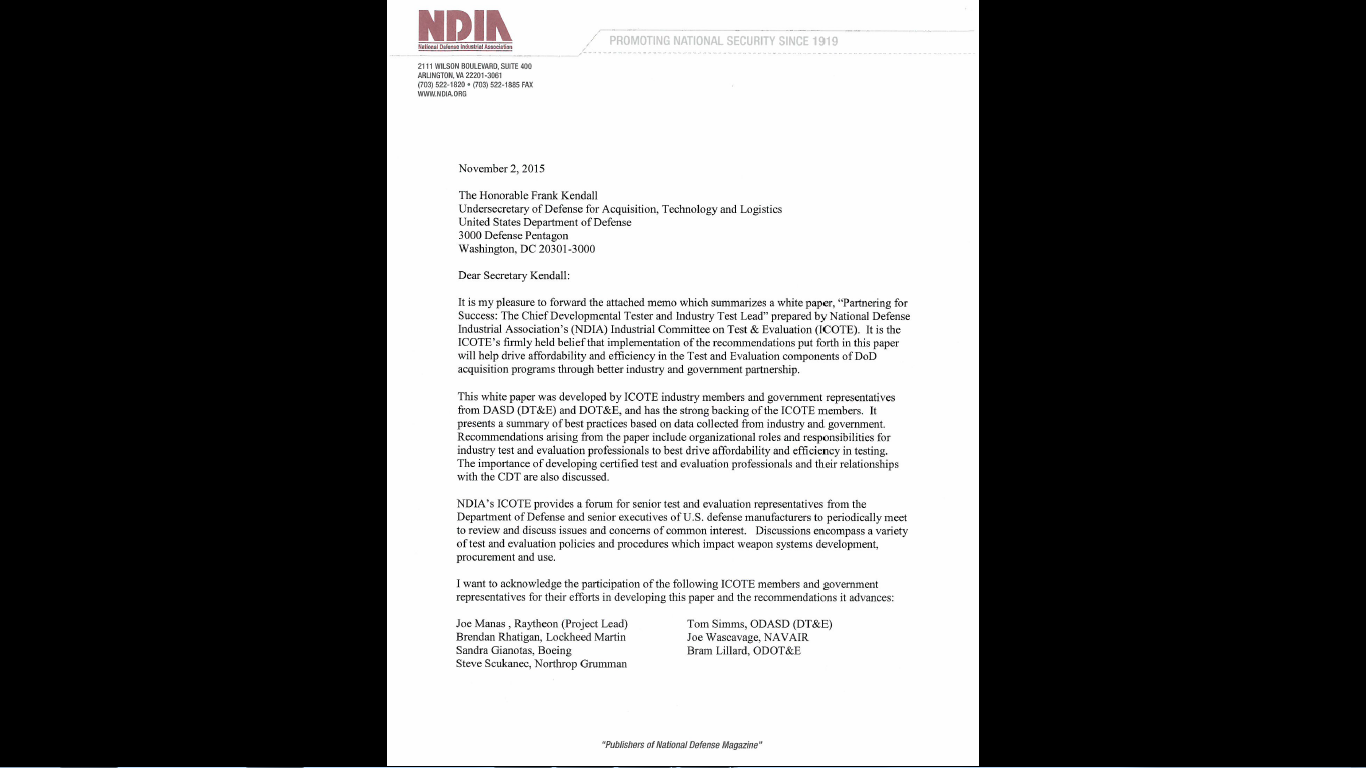 NDIA
National Defense Industrial Association
PROMOTING NATIONAL SECURITY SINCE 1919
2111 WILSON BOULEVARD, SUITE 400
ARLINGTON, VA 22201-3061
(703) 522-1820 • (703) 522-1885 FAX
WWW.NDIA.ORG
November 2, 2015
The Honorable Frank Kendall
Undersecretary of Defense for Acquisition, Technology and Logistics
United States Department of Defense
3000 Defense Pentagon
Washington, DC 20301-3000
Dear Secretary Kendall:
It is my pleasure to forward the attached memo which summarizes a white paper, “Partnering for
Success: The Chief Developmental Tester and Industry Test Lead” prepared by National Defense
Industrial Association’s (NDIA) Industrial Committee on Test & Evaluation (ICOTE). It is the
ICOTE’s firmly held belief that implementation of the recommendations put forth in this paper
will help drive affordability and efficiency in the Test and Evaluation components of DoD
acquisition programs through better industry and government partnership.
This white paper was developed by ICOTE industry members and government representatives
from DASD (DT&E) and DOT&E, and has the strong backing of the ICOTE members. It
presents a summary of best practices based on data collected from industry and government.
Recommendations arising from the paper include organizational roles and responsibilities for
industry test and evaluation professionals to best drive affordability and efficiency in testing.
The importance of developing certified test and evaluation professionals and their relationships
with the CDT are also discussed.
NDIA’s ICOTE provides a forum for senior test and evaluation representatives from the
Department of Defense and senior executives of U.S. defense manufacturers to periodically meet
to review and discuss issues and concerns of common interest. Discussions encompass a variety
of test and evaluation policies and procedures which impact weapon systems development,
procurement and use.
I want to acknowledge the participation of the following ICOTE members and government
representatives for their efforts in developing this paper and the recommendations it advances:
Joe Manas , Raytheon (Project Lead)
Brendan Rhatigan, Lockheed Martin
Sandra Gianotas, Boeing
Steve Scukanec, Northrop Grumman
Tom Simms, ODASD (DT&E)
Joe Wascavage, NAVAIR
Bram Lillard, ODOT&E
"Publishers of National Defense Magazine"